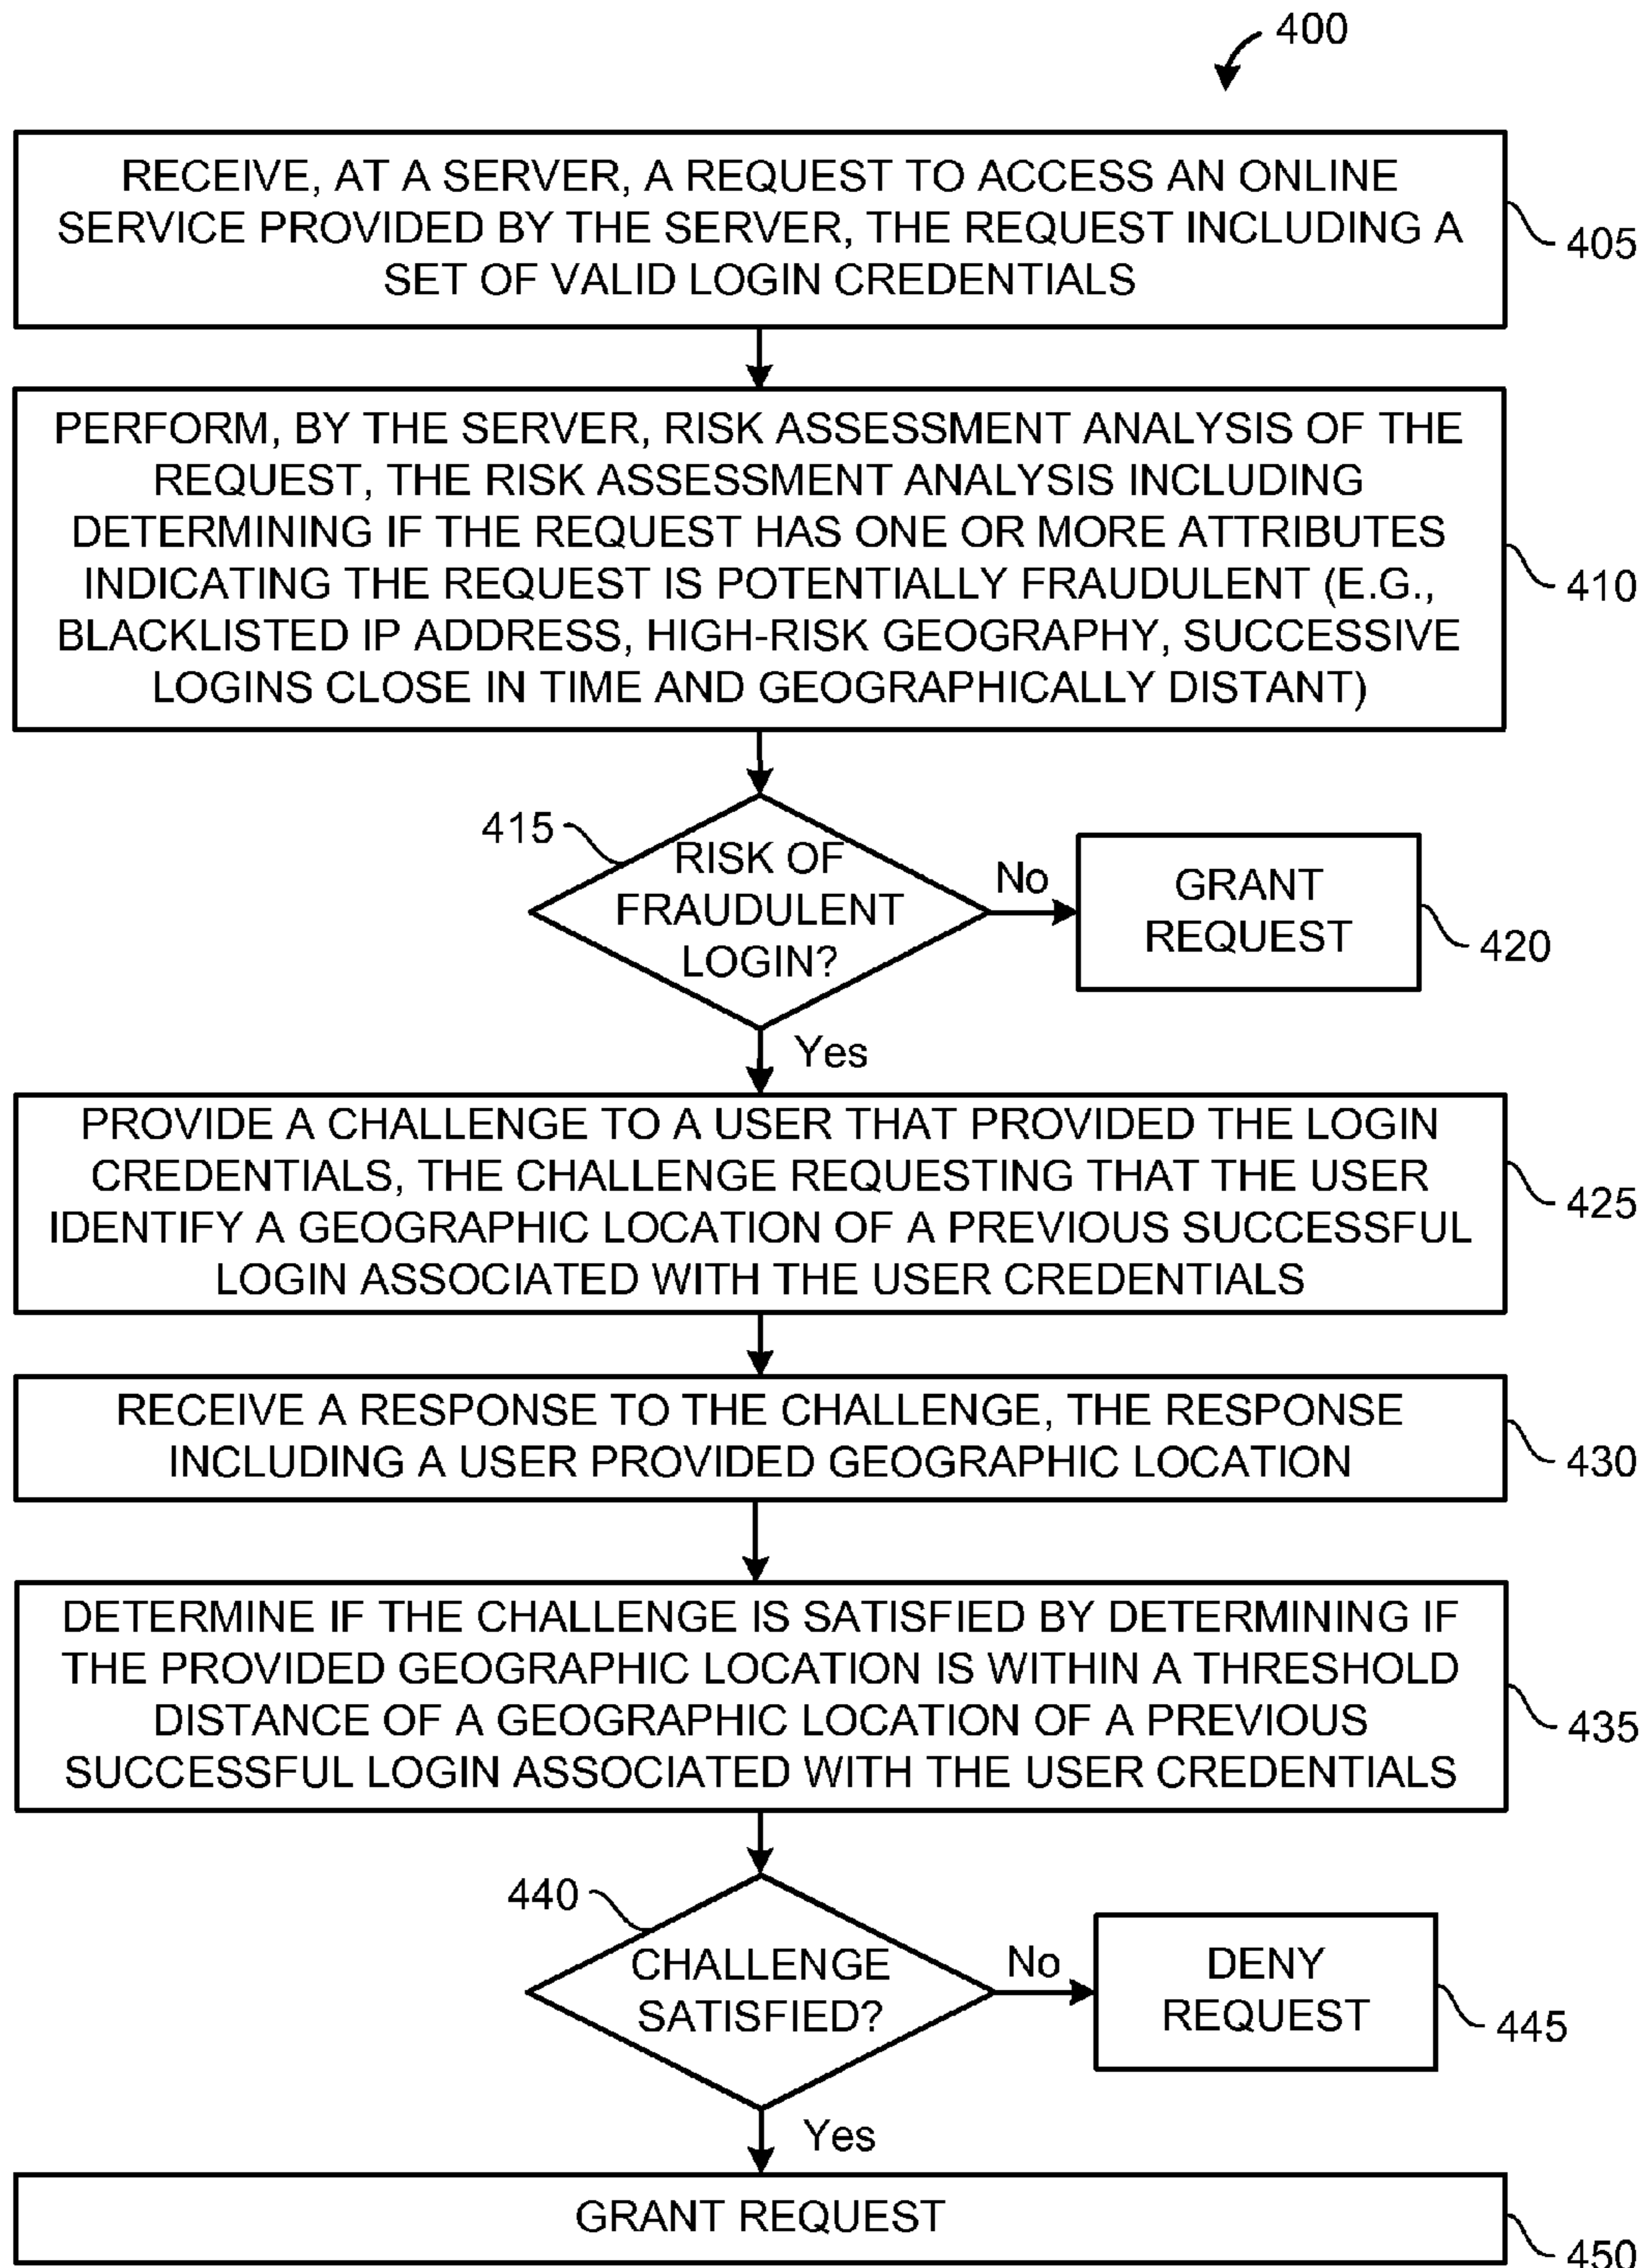 400
RECEIVE, AT A SERVER, A REQUEST TO ACCESS AN ONLINE
SERVICE PROVIDED BY THE SERVER, THE REQUEST INCLUDING A
SET OF VALID LOGIN CREDENTIALS
405
PERFORM, BY THE SERVER, RISK ASSESSMENT ANALYSIS OF THE
REQUEST, THE RISK ASSESSMENT ANALYSIS INCLUDING
DETERMINING IF THE REQUEST HAS ONE OR MORE ATTRIBUTES
INDICATING THE REQUEST IS POTENTIALLY FRAUDULENT (E.G.,
BLACKLISTED IP ADDRESS, HIGH-RISK GEOGRAPHY, SUCCESSIVE
LOGINS CLOSE IN TIME AND GEOGRAPHICALLY DISTANT)
410
415
RISK OF
FRAUDULENT
LOGIN?
No
GRANT
REQUEST
420
Yes
PROVIDE A CHALLENGE TO A USER THAT PROVIDED THE LOGIN
CREDENTIALS, THE CHALLENGE REQUESTING THAT THE USER
IDENTIFY A GEOGRAPHIC LOCATION OF A PREVIOUS SUCCESSFUL
LOGIN ASSOCIATED WITH THE USER CREDENTIALS
425
RECEIVE A RESPONSE TO THE CHALLENGE, THE RESPONSE
INCLUDING A USER PROVIDED GEOGRAPHIC LOCATION
430
DETERMINE IF THE CHALLENGE IS SATISFIED BY DETERMINING IF
THE PROVIDED GEOGRAPHIC LOCATION IS WITHIN A THRESHOLD
DISTANCE OF A GEOGRAPHIC LOCATION OF A PREVIOUS
SUCCESSFUL LOGIN ASSOCIATED WITH THE USER CREDENTIALS
435
440
CHALLENGE
SATISFIED?
No
DENY
REQUEST
445
Yes
GRANT REQUEST
450